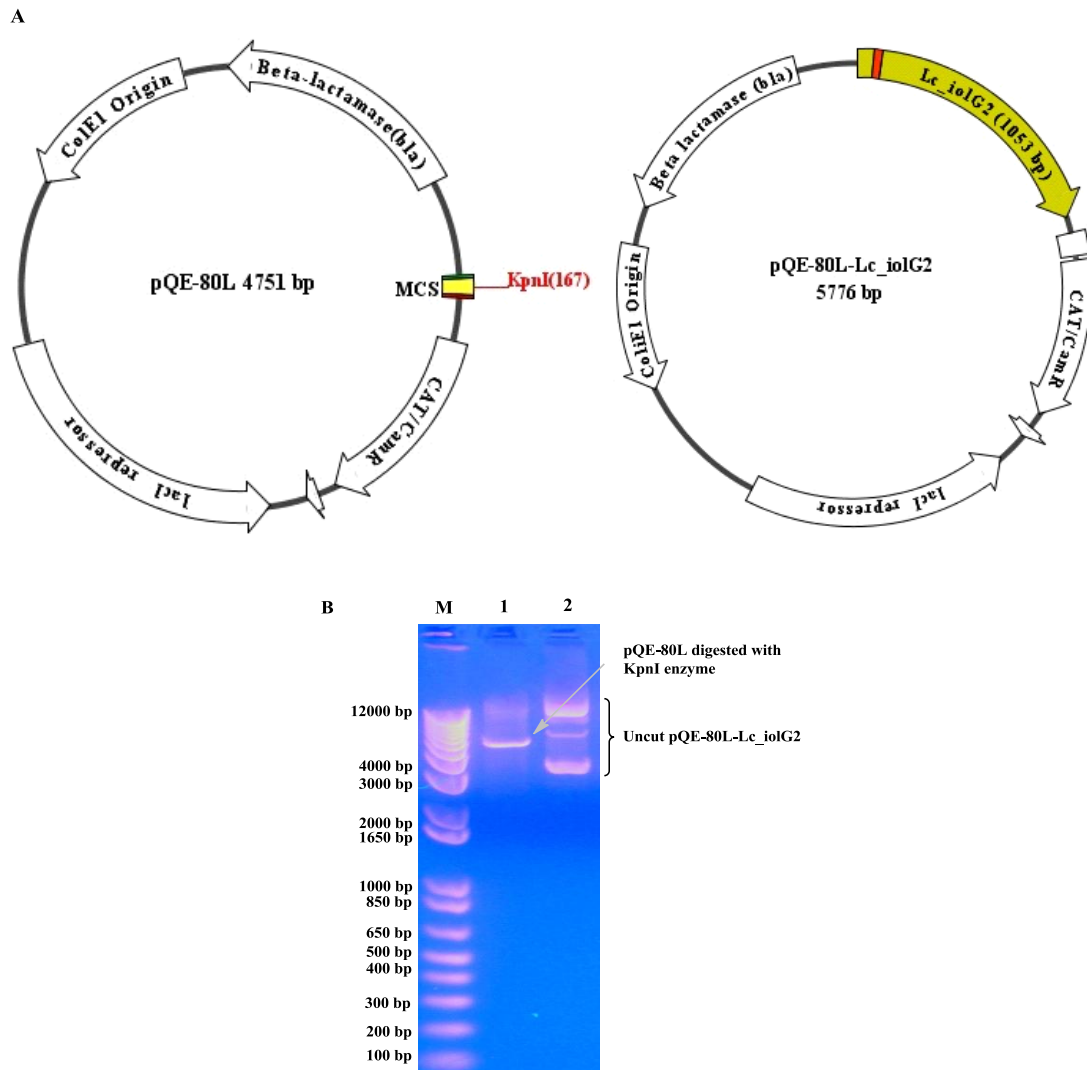 A
ColE1 Origin
Beta-lactamase(bla)
pQE-80L 4751 bp
MCS
KpnI(167)
CAT/CamR
lacI repressor
Beta lactamase (bla)
Lc_iolG2 (1053 bp)
pQE-80L-Lc_iolG2
5776 bp
ColiE1 Origin
CAT/CamR
lacI repressor
B
M
1
2
pQE-80L digested with
KpnI enzyme
Uncut pQE-80L-Lc_iolG2
12000 bp
4000 bp
3000 bp
2000 bp
1650 bp
1000 bp
850 bp
650 bp
500 bp
400 bp
300 bp
200 bp
100 bp